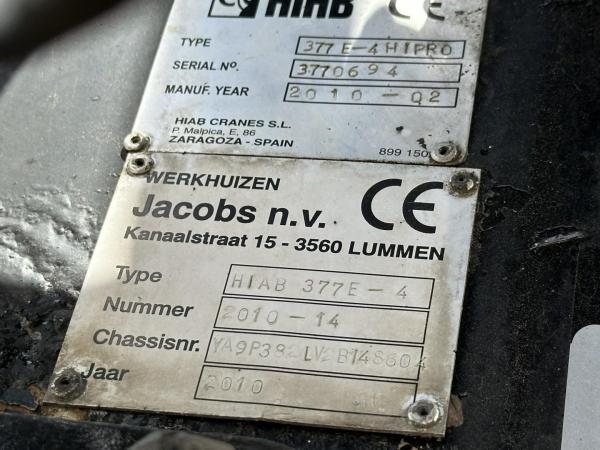 HIAB CE
TYPE 377 E-4 HIPRO
SERIAL Nº. 3770694
MANUF. YEAR 2010-02
HIAB CRANES S.L.
P. Malpica, E, 86
ZARAGOZA - SPAIN 899 150
WERKHUIZEN CE
Jacobs n.v.
Kanaalstraat 15 - 3560 LUMMEN
Type HIAB 377E-4
Nummer 2010-14
Chassisnr.
Jaar 2010